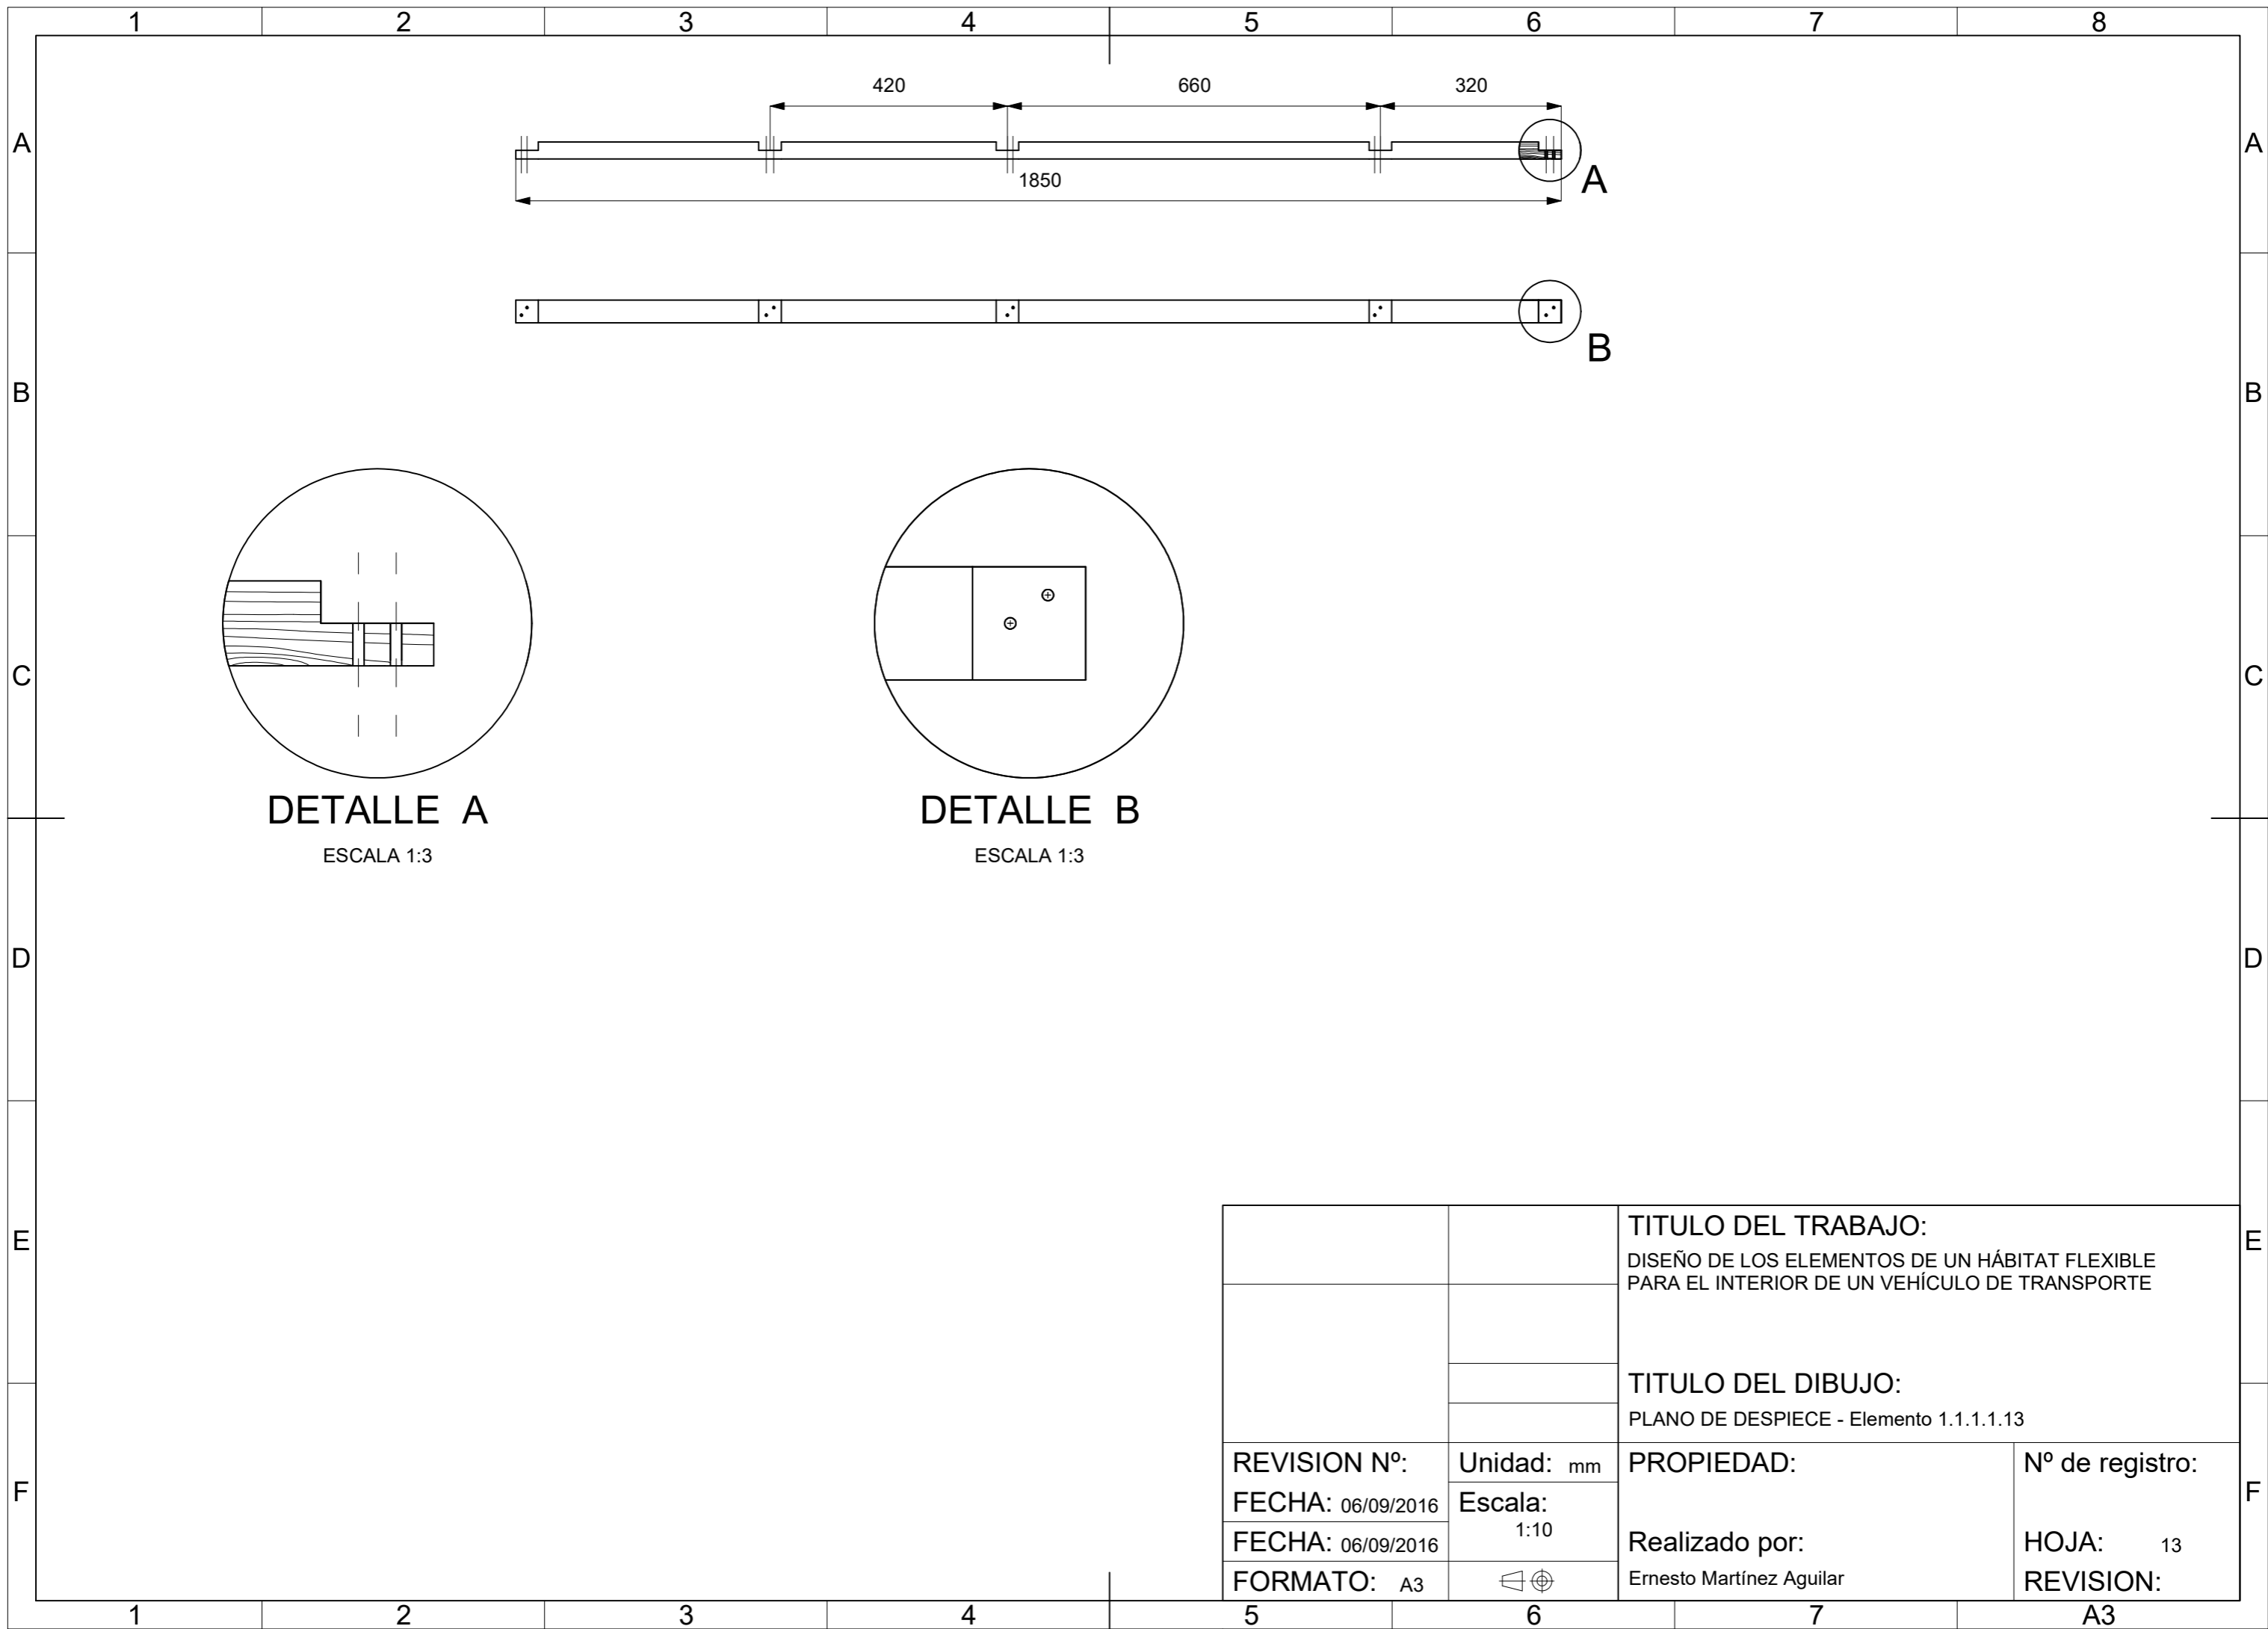 1 2 3 4 5 6 7 8
420 660 320
A A
A
1850
B
B B
C C
DETALLE A DETALLE B
ESCALA 1:3 ESCALA 1:3
D D
E E
TITULO DEL TRABAJO:
DISEÑO DE LOS ELEMENTOS DE UN HÁBITAT FLEXIBLE
PARA EL INTERIOR DE UN VEHÍCULO DE TRANSPORTE
TITULO DEL DIBUJO:
PLANO DE DESPIECE - Elemento 1.1.1.1.13
REVISION Nº: Unidad: mm PROPIEDAD: Nº de registro:
F F
FECHA: 06/09/2016 Escala:
1:10
FECHA: 06/09/2016 Realizado por: HOJA: 13
FORMATO: A3 Ernesto Martínez Aguilar REVISION:
1 2 3 4 5 6 7 A3